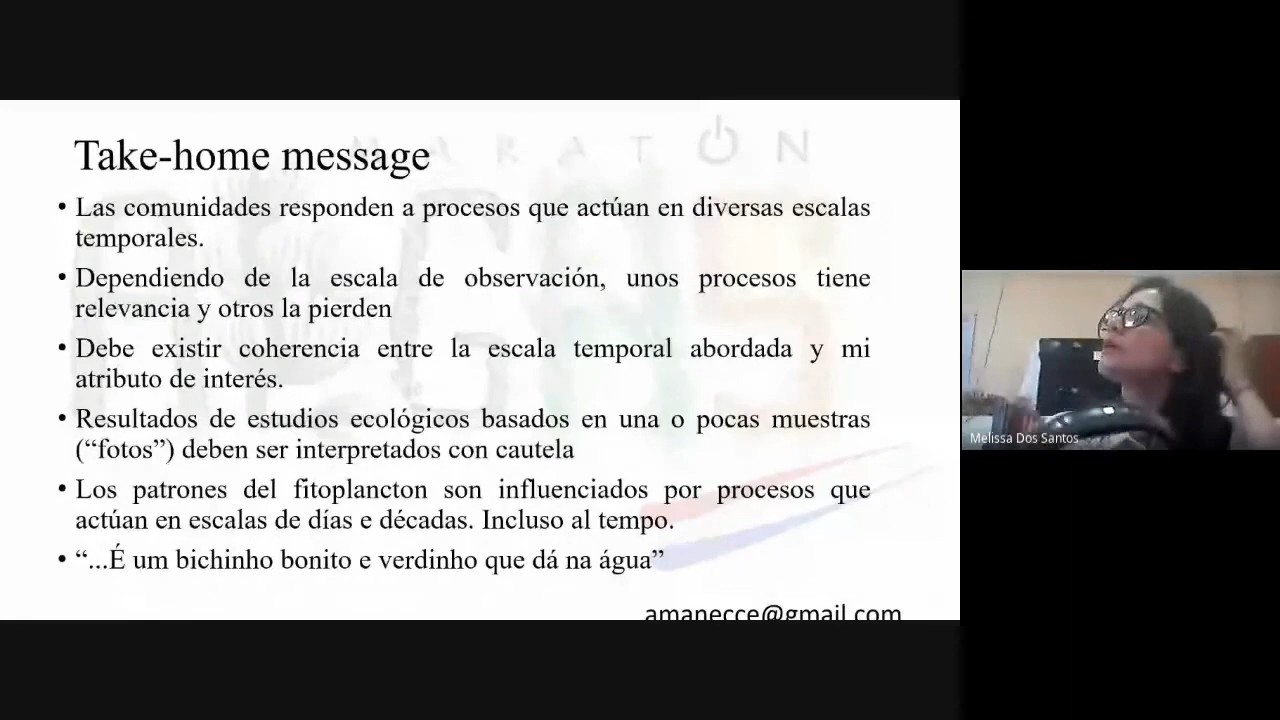 MARATÓN
ALGAS
Take-home message
• Las comunidades responden a procesos que actúan en diversas escalas
temporales.
• Dependiendo de la escala de observación, unos procesos tiene
relevancia y otros la pierden
• Debe existir coherencia entre la escala temporal abordada y mi
atributo de interés.
• Resultados de estudios ecológicos basados en una o pocas muestras
(“fotos”) deben ser interpretados con cautela
• Los patrones del fitoplancton son influenciados por procesos que
actúan en escalas de días e décadas. Incluso al tempo.
• “...É um bichinho bonito e verdinho que dá na água”
amanecce@gmail.com
Melissa Dos Santos